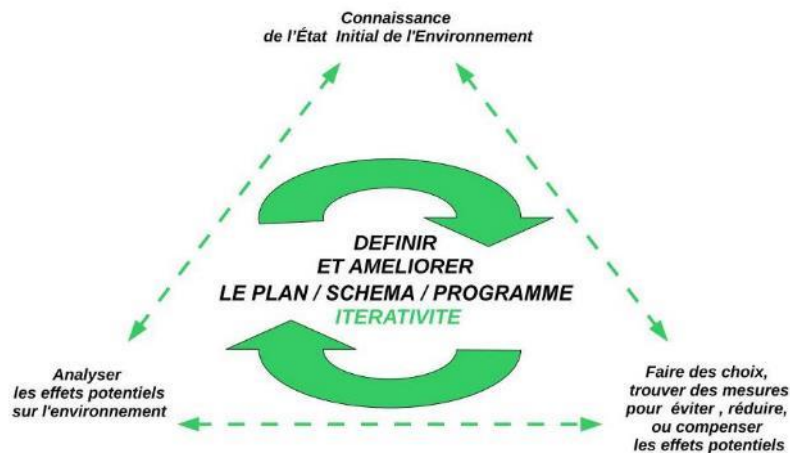 Connaissance
de l'État Initial de l'Environnement
DEFINIR
ET AMELIORER
LE PLAN / SCHEMA / PROGRAMME
ITERATIVITE
Analyser
les effets potentiels
sur l'environnement
Faire des choix,
trouver des mesures
pour éviter , réduire,
ou compenser
les effets potentiels